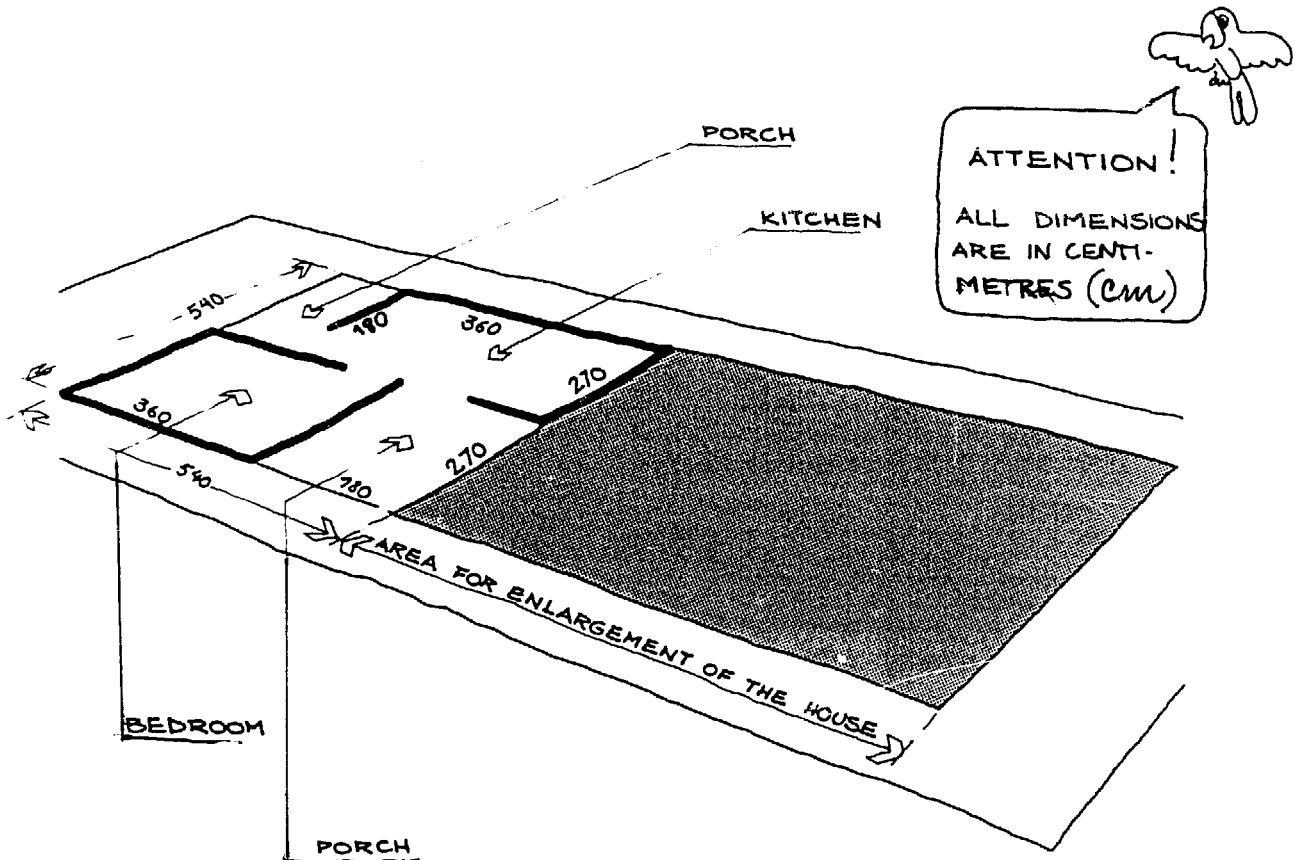 PORCH
KITCHEN
ATTENTION!
ALL DIMENSIONS
ARE IN CENTI-
METRES (cm)
540
180
360
270
360
270
540
180
AREA FOR ENLARGEMENT OF THE HOUSE
BEDROOM
PORCH